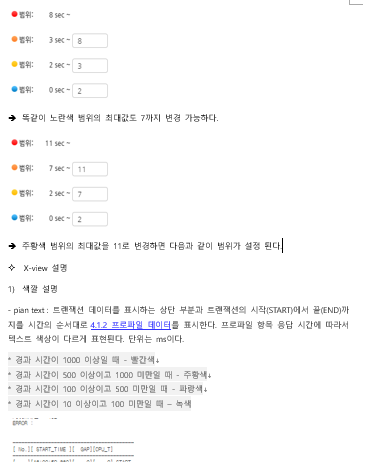 범위: 8 sec ~
범위: 3 sec ~ 8
범위: 2 sec ~ 3
범위: 0 sec ~ 2
➔ 똑같이 노란색 범위의 최대값도 7까지 변경 가능하다.
범위: 11 sec ~
범위: 7 sec ~ 11
범위: 2 sec ~ 7
범위: 0 sec ~ 2
➔ 주황색 범위의 최대값을 11로 변경하면 다음과 같이 범위가 설정 된다.
✧ X-view 설명
1) 색깔 설명
- pian text : 트랜잭션 데이터를 표시하는 상단 부분과 트랜잭션의 시작(START)에서 끝(END)까
지를 시간의 순서대로 4.1.2 프로파일 데이터를 표시한다. 프로파일 항목 응답 시간에 따라서
텍스트 색상이 다르게 표현된다. 단위는 ms이다.
* 경과 시간이 1000 이상일 때 - 빨간색↓
* 경과 시간이 500 이상이고 1000 미만일 때 - 주황색↓
* 경과 시간이 100 이상이고 500 미만일 때 - 파랑색↓
* 경과 시간이 10 이상이고 100 미만일 때 – 녹색
ERROR :
[ No.][ START_TIME ][ GAP][CPU_T]